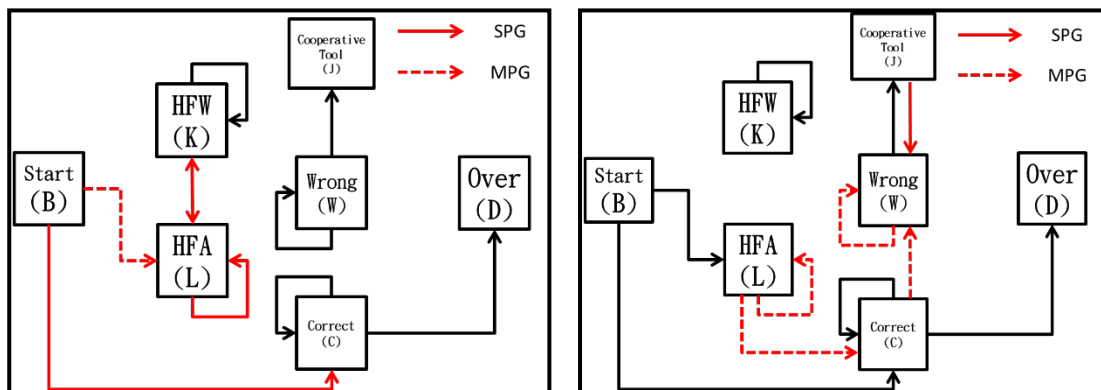 Cooperative
Tool
(J)
SPG
MPG
HFW
(K)
Start
(B)
Wrong
(W)
Over
(D)
HFA
(L)
Correct
(C)
Cooperative
Tool
(J)
SPG
MPG
HFW
(K)
Start
(B)
Wrong
(W)
Over
(D)
HFA
(L)
Correct
(C)